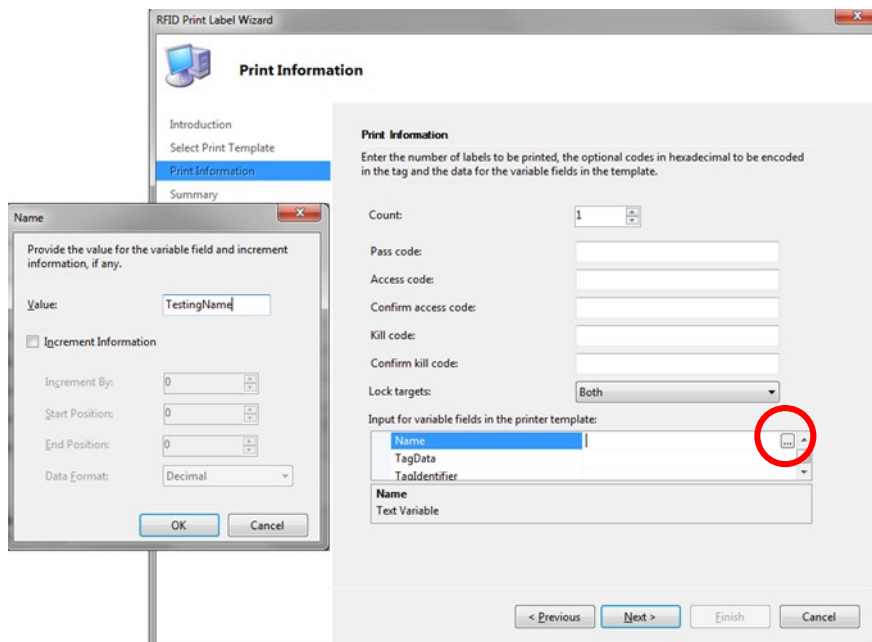 RFID Print Label Wizard
Print Information
Introduction
Select Print Template
Print Information
Summary
Print Information
Enter the number of labels to be printed, the optional codes in hexadecimal to be encoded
in the tag and the data for the variable fields in the template.
Count:
1
Pass code:
Access code:
Confirm access code:
Kill code:
Confirm kill code:
Lock targets:
Both
Input for variable fields in the printer template:
Name
...
TagData
TagIdentifier
Name
Text Variable
< Previous
Next >
Finish
Cancel
Name
Provide the value for the variable field and increment
information, if any.
Value:
TestingName
Increment Information
Increment By:
0
Start Position:
0
End Position:
0
Data Format:
Decimal
OK
Cancel